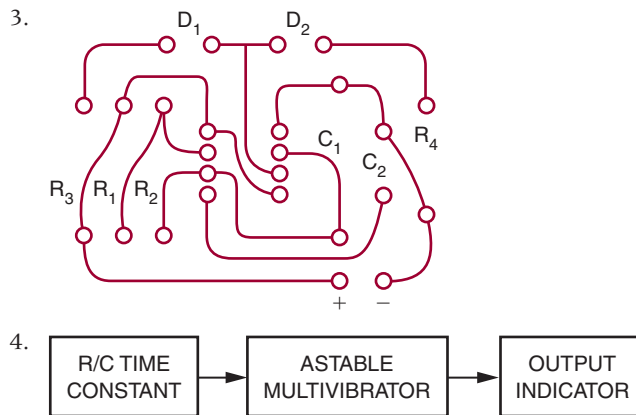 3.
D1 D2
C1 R4
R3 R1 R2 C2
+ −
4.
R/C TIME CONSTANT
ASTABLE MULTIVIBRATOR
OUTPUT INDICATOR